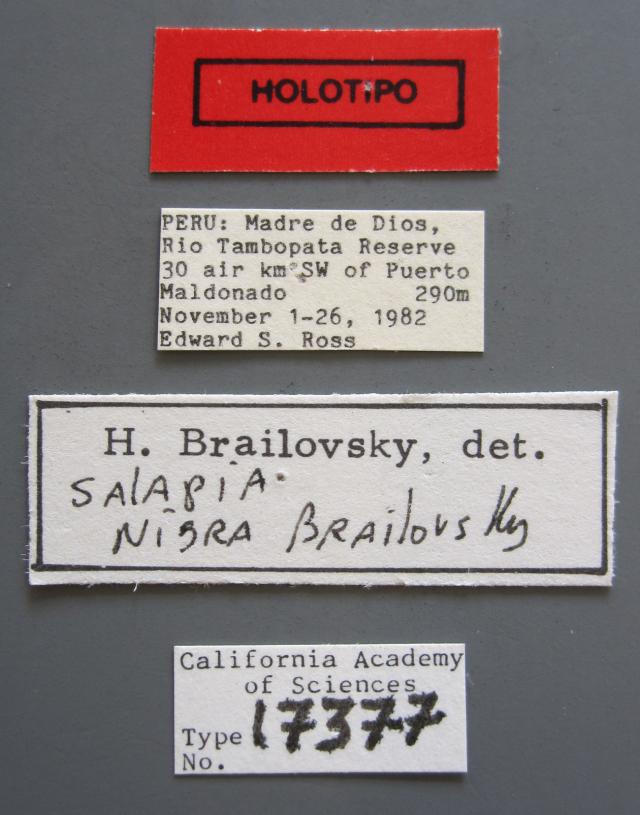 HOLOTIPO
PERU: Madre de Dios,
Rio Tambopata Reserve
30 air km SW of Puerto
Maldonado 290m
November 1-26, 1982
Edward S. Ross
H. Brailovsky, det.
SALAPIA
NIGRA BRAilovsky
California Academy
of Sciences
Type 17377
No.